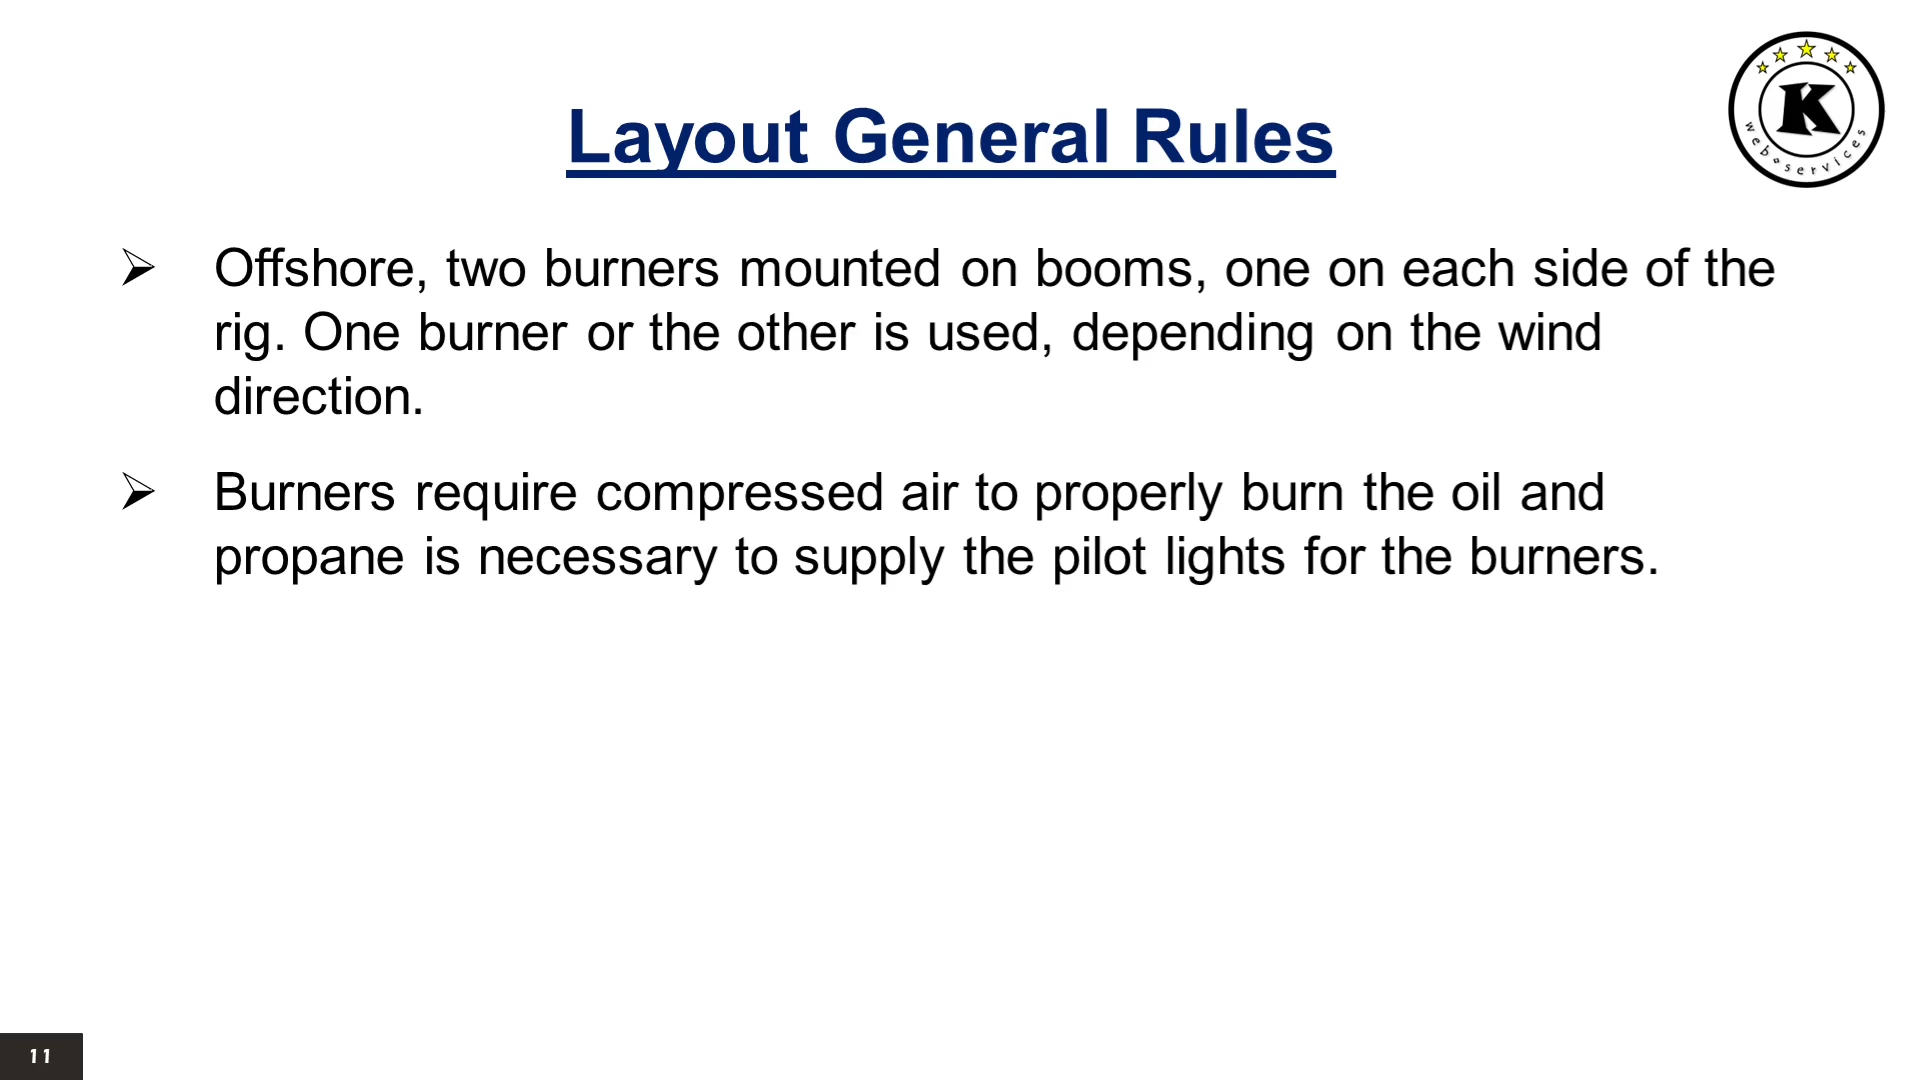 Layout General Rules
K
web•services
➢ Offshore, two burners mounted on booms, one on each side of the
rig. One burner or the other is used, depending on the wind
direction.
➢ Burners require compressed air to properly burn the oil and
propane is necessary to supply the pilot lights for the burners.
11